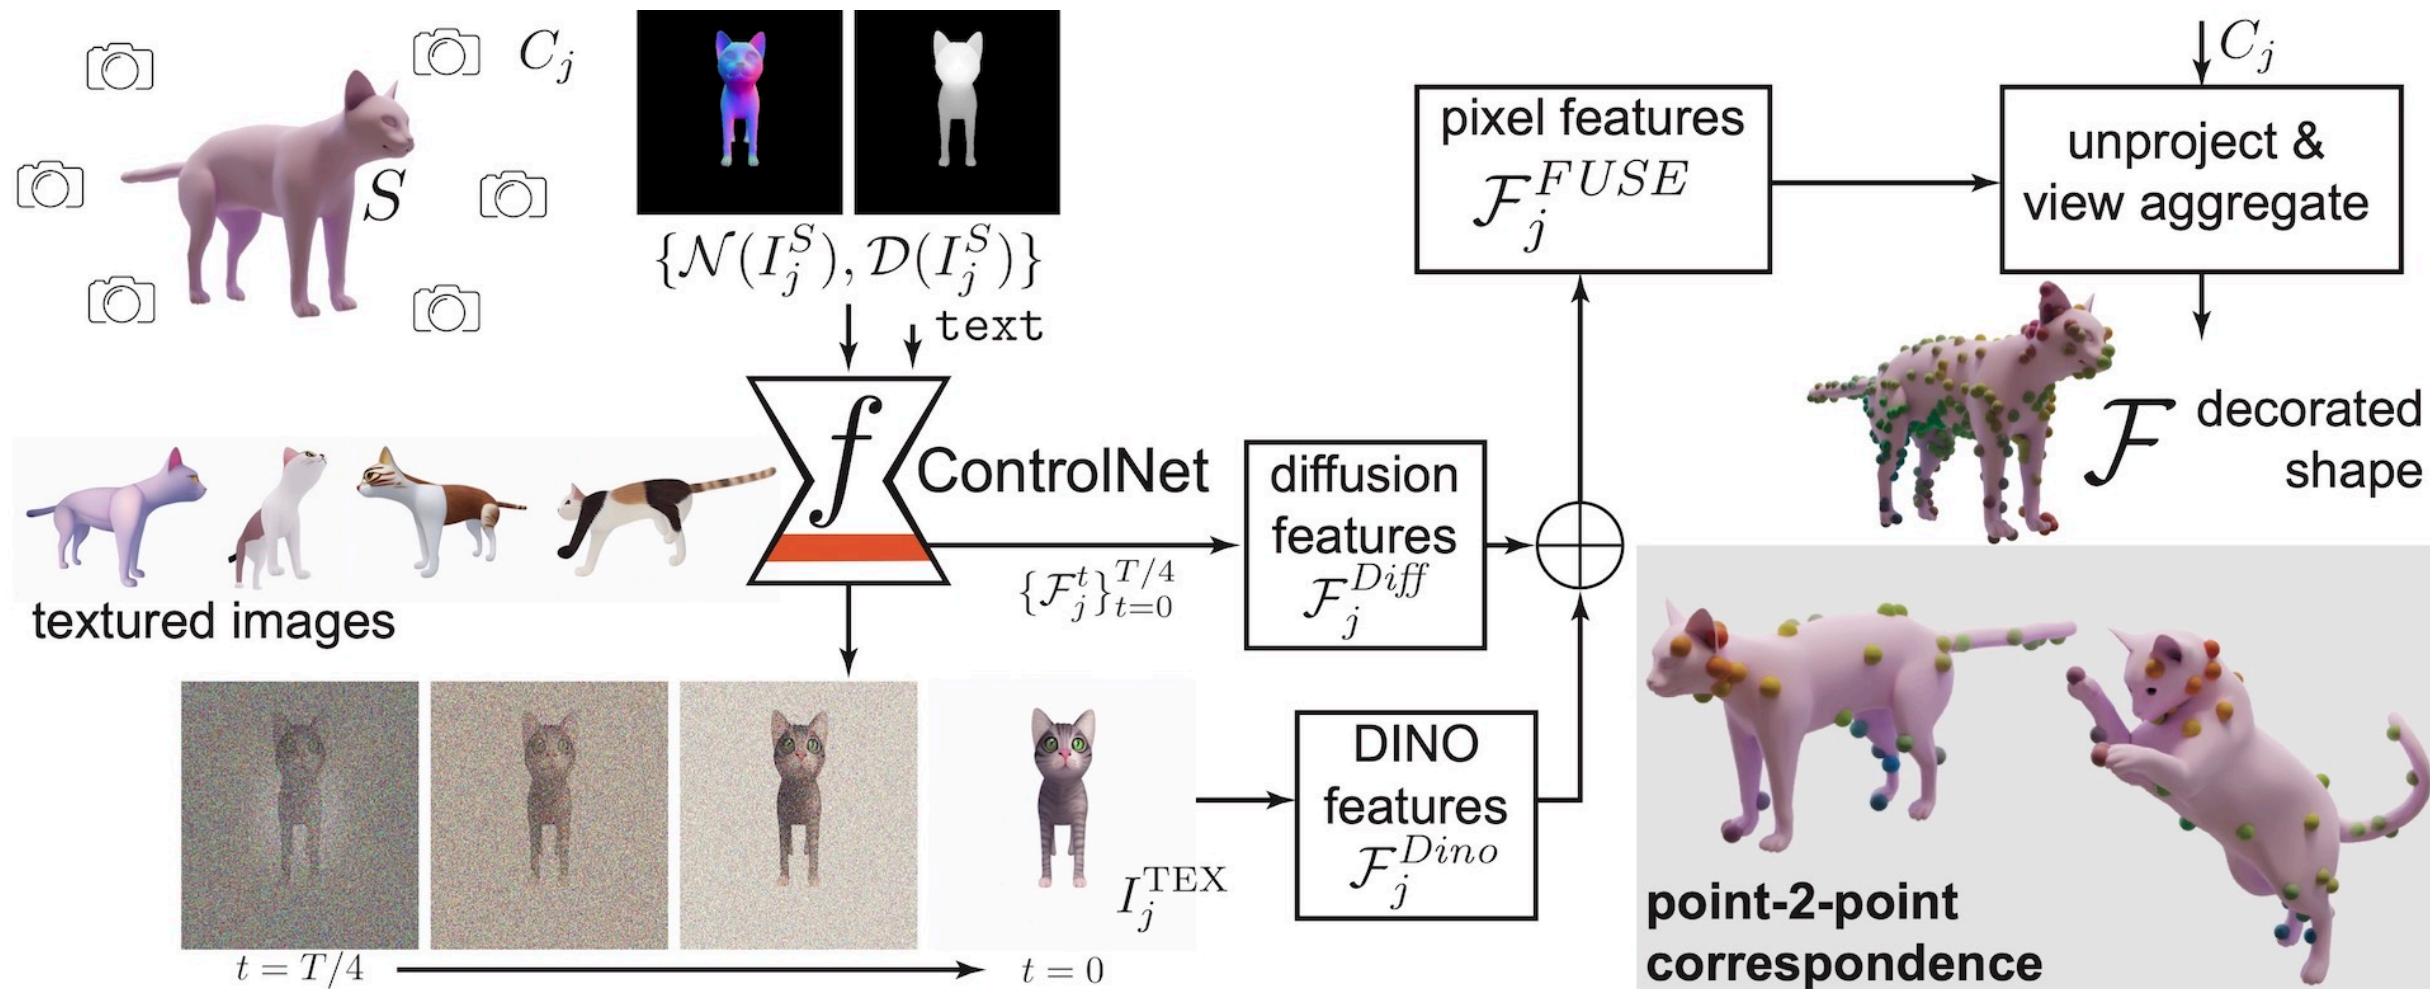 C_j
S
{N(I_j^S), D(I_j^S)}
text
f
ControlNet
textured images
{F_j^t}_{t=0}^{T/4}
diffusion
features
F_j^{Diff}
t = T/4
t = 0
I_j^{TEX}
DINO
features
F_j^{Dino}
pixel features
F_j^{FUSE}
C_j
unproject &
view aggregate
F
decorated
shape
point-2-point
correspondence